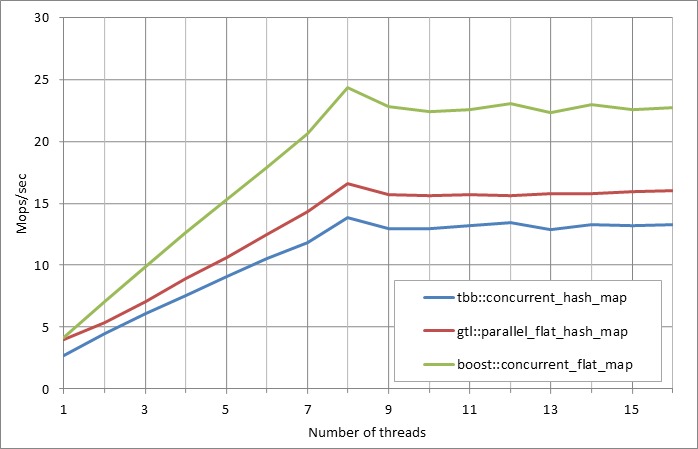 30
25
20
15
10
5
0
Mops/sec
1 3 5 7 9 11 13 15
Number of threads
tbb::concurrent_hash_map
gtl::parallel_flat_hash_map
boost::concurrent_flat_map